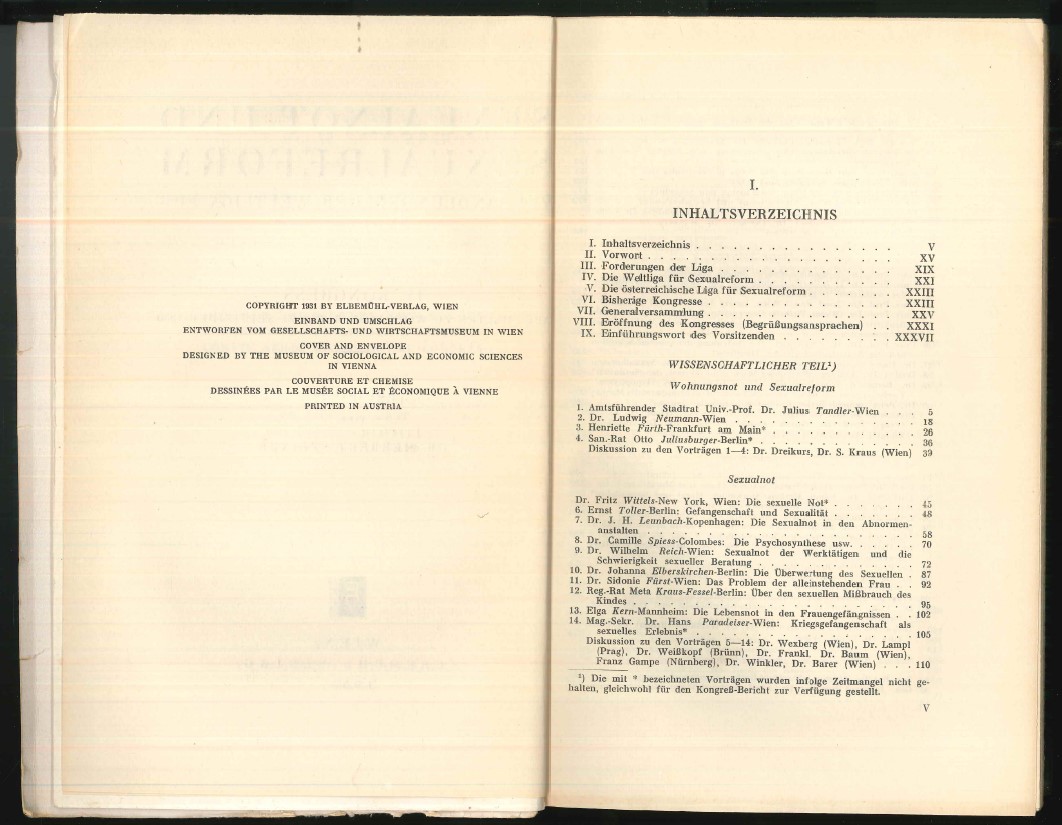 COPYRIGHT 1931 BY ELBEMÜHL-VERLAG, WIEN
EINBAND UND UMSCHLAG
ENTWORFEN VOM GESELLSCHAFTS- UND WIRTSCHAFTSMUSEUM IN WIEN
COVER AND ENVELOPE
DESIGNED BY THE MUSEUM OF SOCIOLOGICAL AND ECONOMIC SCIENCES
IN VIENNA
COUVERTURE ET CHEMISE
DESSINÉES PAR LE MUSÉE SOCIAL ET ÉCONOMIQUE À VIENNE
PRINTED IN AUSTRIA
I.
INHALTSVERZEICHNIS
I. Inhaltsverzeichnis . . . . . . . . . . . . . . . . V
II. Vorwort . . . . . . . . . . . . . . . . . . . . XV
III. Forderungen der Liga . . . . . . . . . . . . . . XIX
IV. Die Weltliga für Sexualreform . . . . . . . . . . . XXI
V. Die österreichische Liga für Sexualreform . . . . . . . XXIII
VI. Bisherige Kongresse . . . . . . . . . . . . . . . XXIII
VII. Generalversammlung . . . . . . . . . . . . . . . XXV
VIII. Eröffnung des Kongresses (Begrüßungsansprachen) . . XXXI
IX. Einführungswort des Vorsitzenden . . . . . . . . . XXXVII
WISSENSCHAFTLICHER TEIL¹)
Wohnungsnot und Sexualreform
1. Amtsführender Stadtrat Univ.-Prof. Dr. Julius Tandler-Wien . . . 5
2. Dr. Ludwig Neumann-Wien . . . . . . . . . . . . . . . 18
3. Henriette Fürth-Frankfurt am Main* . . . . . . . . . . . . 26
4. San.-Rat Otto Juliusburger-Berlin* . . . . . . . . . . . . . 36
Diskussion zu den Vorträgen 1—4: Dr. Dreikurs, Dr. S. Kraus (Wien) 39
Sexualnot
Dr. Fritz Wittels-New York, Wien: Die sexuelle Not* . . . . . . . 45
6. Ernst Toller-Berlin: Gefangenschaft und Sexualität . . . . . . . 48
7. Dr. J. H. Leunbach-Kopenhagen: Die Sexualnot in den Abnormen-
anstalten . . . . . . . . . . . . . . . . . . . . . . 58
8. Dr. Camille Spiess-Colombes: Die Psychosynthese usw. . . . . . 70
9. Dr. Wilhelm Reich-Wien: Sexualnot der Werktätigen und die
Schwierigkeit sexueller Beratung . . . . . . . . . . . . . 72
10. Dr. Johanna Elberskirchen-Berlin: Die Überwertung des Sexuellen . 87
11. Dr. Sidonie Fürst-Wien: Das Problem der alleinstehenden Frau . . 92
12. Reg.-Rat Meta Kraus-Fessel-Berlin: Über den sexuellen Mißbrauch des
Kindes . . . . . . . . . . . . . . . . . . . . . . . 95
13. Elga Kern-Mannheim: Die Lebensnot in den Frauengefängnissen . . 102
14. Mag.-Sekr. Dr. Hans Paradeiser-Wien: Kriegsgefangenschaft als
sexuelles Erlebnis* . . . . . . . . . . . . . . . . . . 105
Diskussion zu den Vorträgen 5—14: Dr. Wexberg (Wien), Dr. Lampl
(Prag), Dr. Weißkopf (Brünn), Dr. Frankl, Dr. Baum (Wien),
Franz Gampe (Nürnberg), Dr. Winkler, Dr. Barer (Wien) . . . 110
¹) Die mit * bezeichneten Vorträgen wurden infolge Zeitmangel nicht ge-
halten, gleichwohl für den Kongreß-Bericht zur Verfügung gestellt.
V